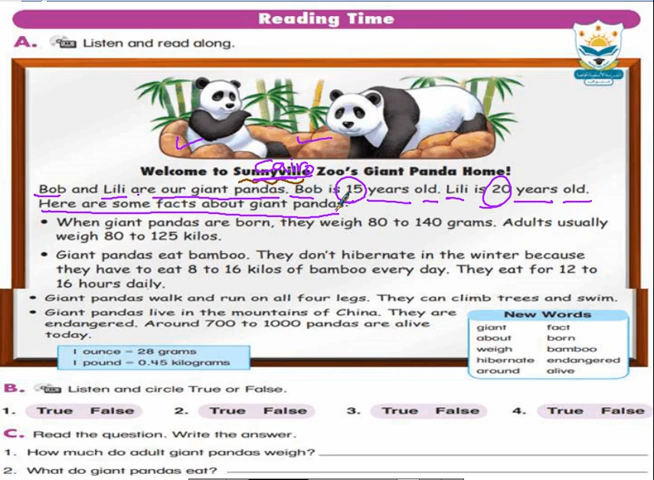 Reading Time
A. Listen and read along.
Cairo
Welcome to Sunnyville Zoo's Giant Panda Home!
Bob and Lili are our giant pandas. Bob is 15 years old. Lili is 20 years old.
Here are some facts about giant pandas.
• When giant pandas are born, they weigh 80 to 140 grams. Adults usually
weigh 80 to 125 kilos.
• Giant pandas eat bamboo. They don't hibernate in the winter because
they have to eat 8 to 16 kilos of bamboo every day. They eat for 12 to
16 hours daily.
• Giant pandas walk and run on all four legs. They can climb trees and swim.
• Giant pandas live in the mountains of China. They are
endangered. Around 700 to 1000 pandas are alive
today.
1 ounce = 28 grams
1 pound = 0.45 kilograms
New Words
giant fact
about born
weigh bamboo
hibernate endangered
around alive
B. Listen and circle True or False.
1. True False 2. True False 3. True False 4. True False
C. Read the question. Write the answer.
1. How much do adult giant pandas weigh?
2. What do giant pandas eat?